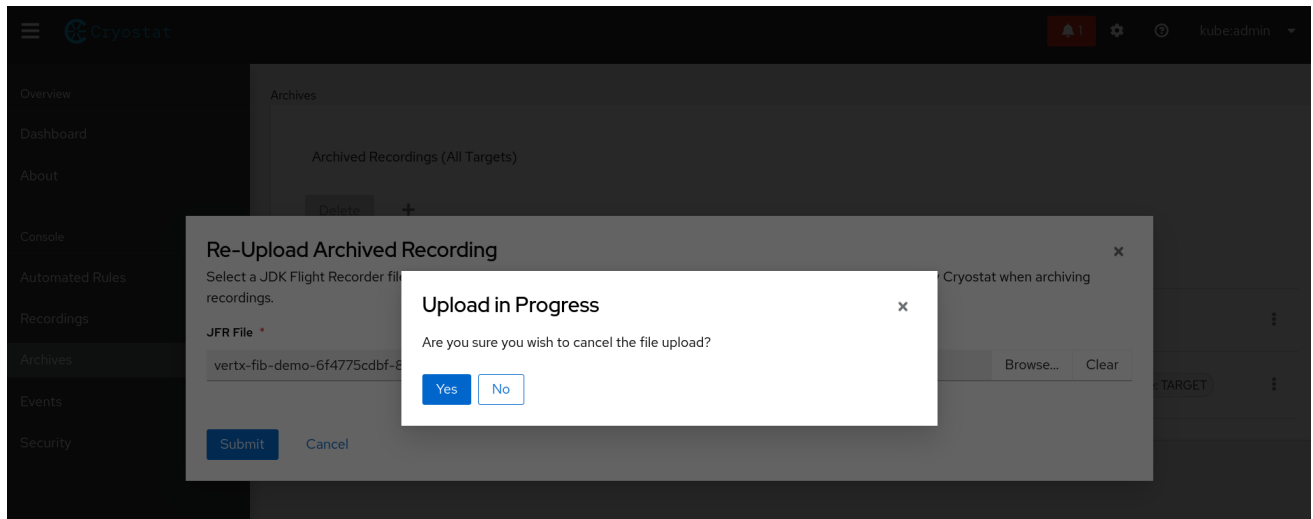 Cryostat
1
kube:admin
Overview
Dashboard
About
Console
Automated Rules
Recordings
Archives
Events
Security
Archives
Archived Recordings (All Targets)
Delete
Re-Upload Archived Recording
Select a JDK Flight Recorder file
Cryostat when archiving
recordings.
JFR File *
vertx-fib-demo-6f4775cdbf-8
Browse...
Clear
: TARGET
Submit
Cancel
Upload in Progress
Are you sure you wish to cancel the file upload?
Yes
No